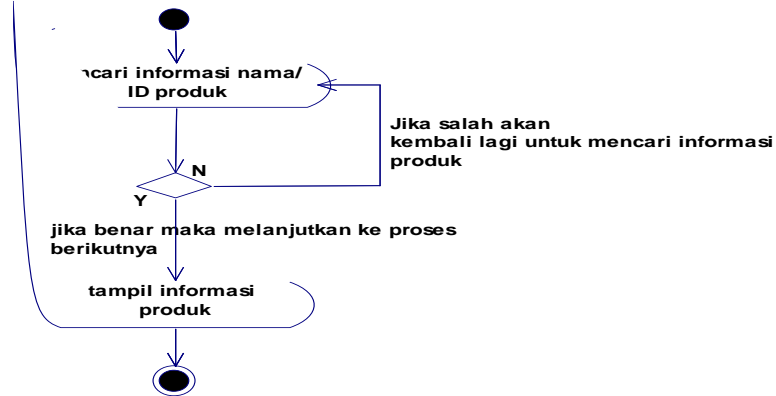 ncari informasi nama/
ID produk
Jika salah akan
kembali lagi untuk mencari informasi
produk
N
Y
jika benar maka melanjutkan ke proses
berikutnya
tampil informasi
produk